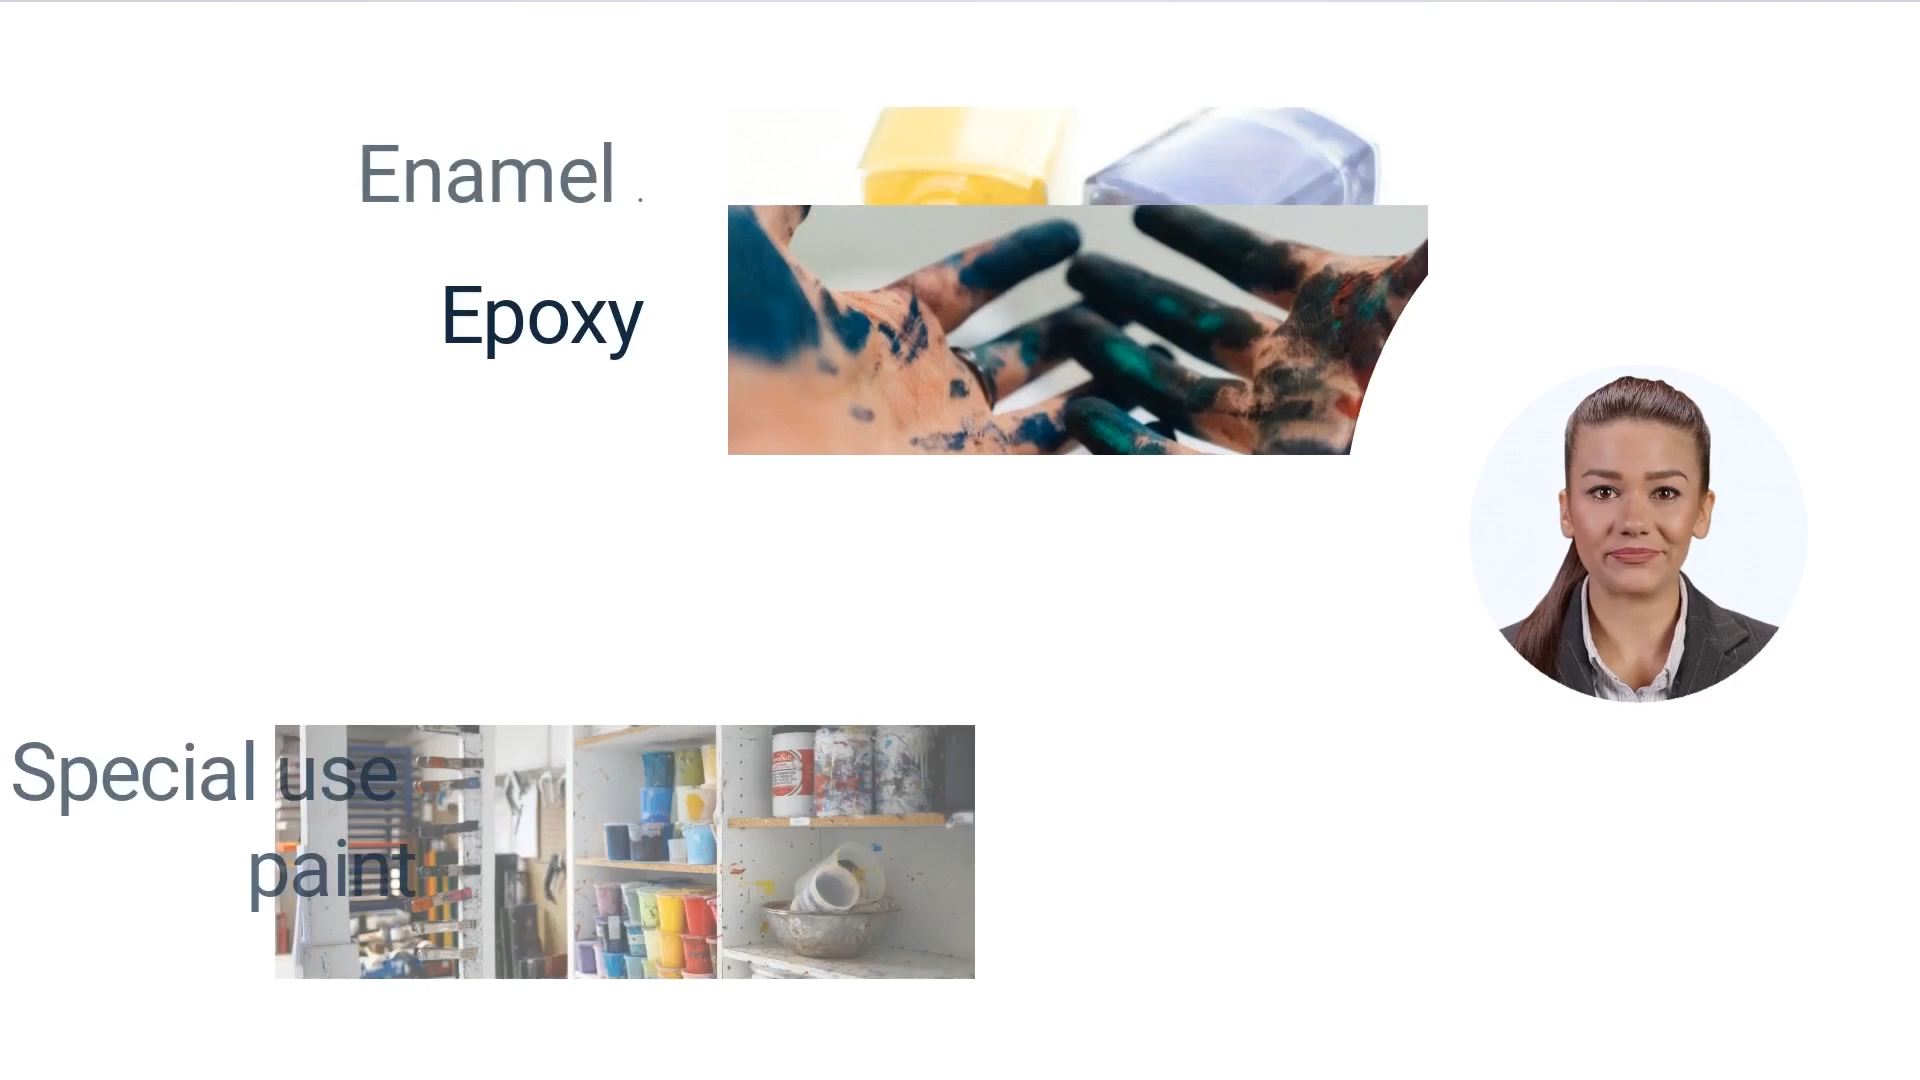 Enamel .
Epoxy
Special use
paint